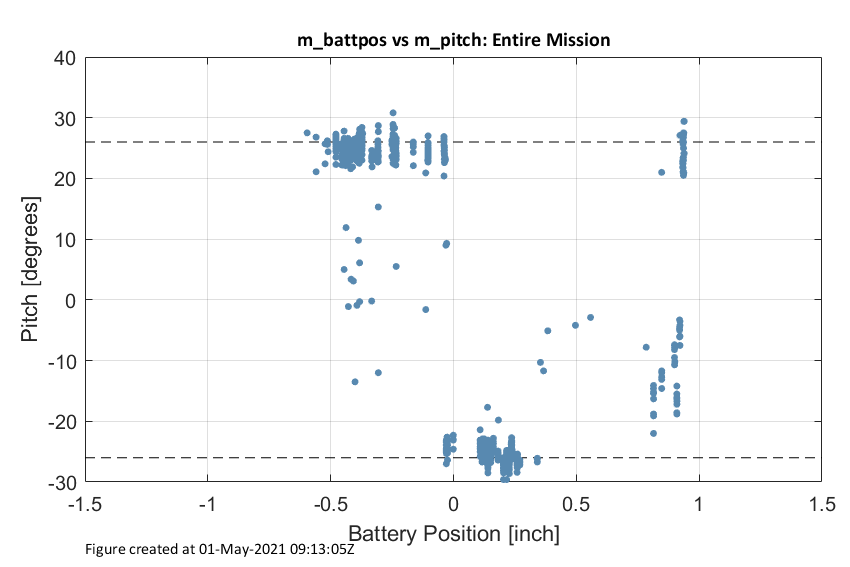 m_battpos vs m_pitch: Entire Mission
40
30
20
10
0
-10
-20
-30
Pitch [degrees]
-1.5 -1 -0.5 0 0.5 1 1.5
Battery Position [inch]
Figure created at 01-May-2021 09:13:05Z